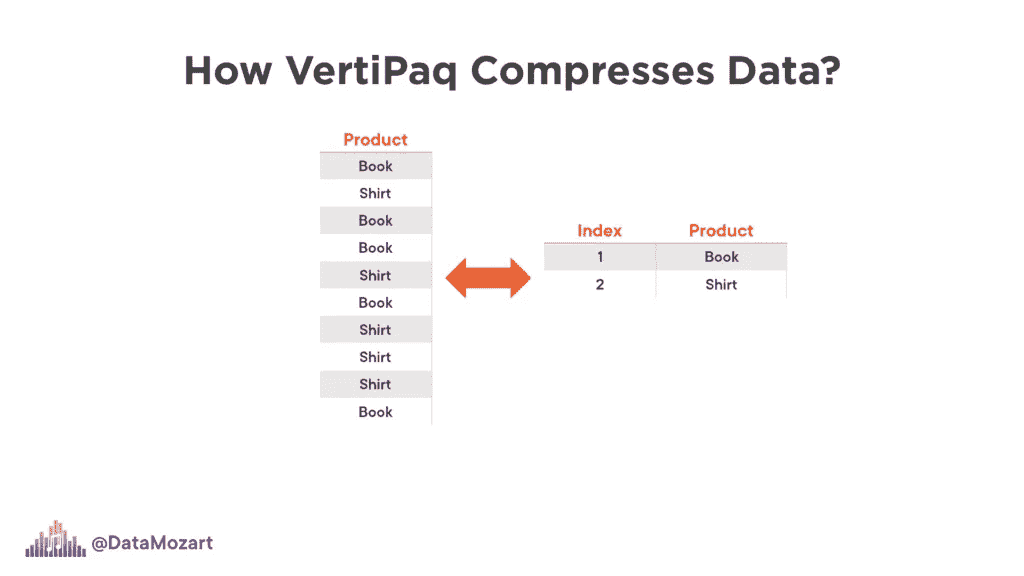 How VertiPaq Compresses Data?
Product
Book
Shirt
Book
Book
Shirt
Book
Shirt
Shirt
Shirt
Book
Index Product
1 Book
2 Shirt
@DataMozart